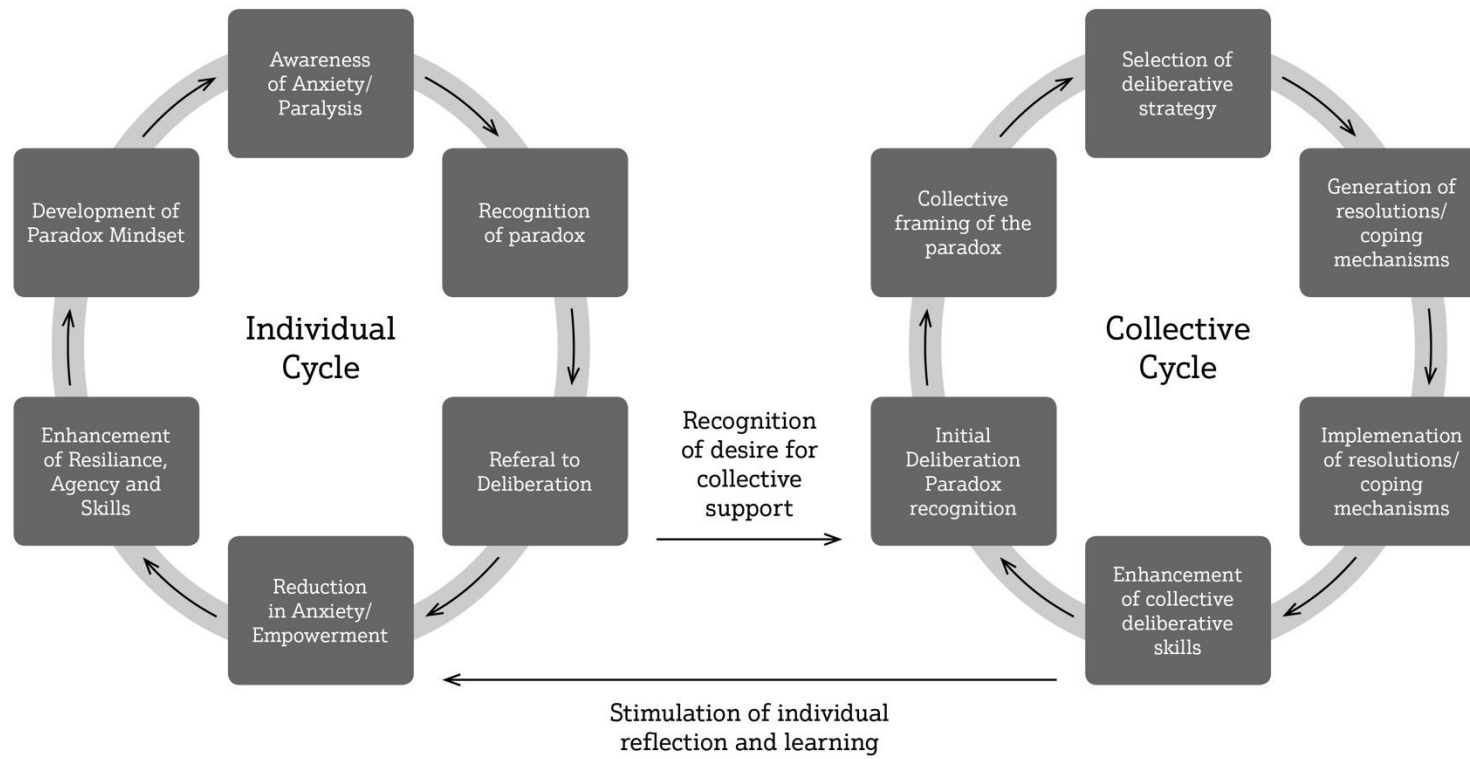 Awareness
of Anxiety/
Paralysis
Recognition
of paradox
Referal to
Deliberation
Reduction
in Anxiety/
Empowerment
Enhancement
of Resiliance,
Agency and
Skills
Development of
Paradox Mindset
Individual
Cycle
Recognition
of desire for
collective
support
Selection of
deliberative
strategy
Generation of
resolutions/
coping
mechanisms
Implemenation
of resolutions/
coping
mechanisms
Enhancement
of collective
deliberative
skills
Initial
Deliberation
Paradox
recognition
Collective
framing of the
paradox
Collective
Cycle
Stimulation of individual
reflection and learning